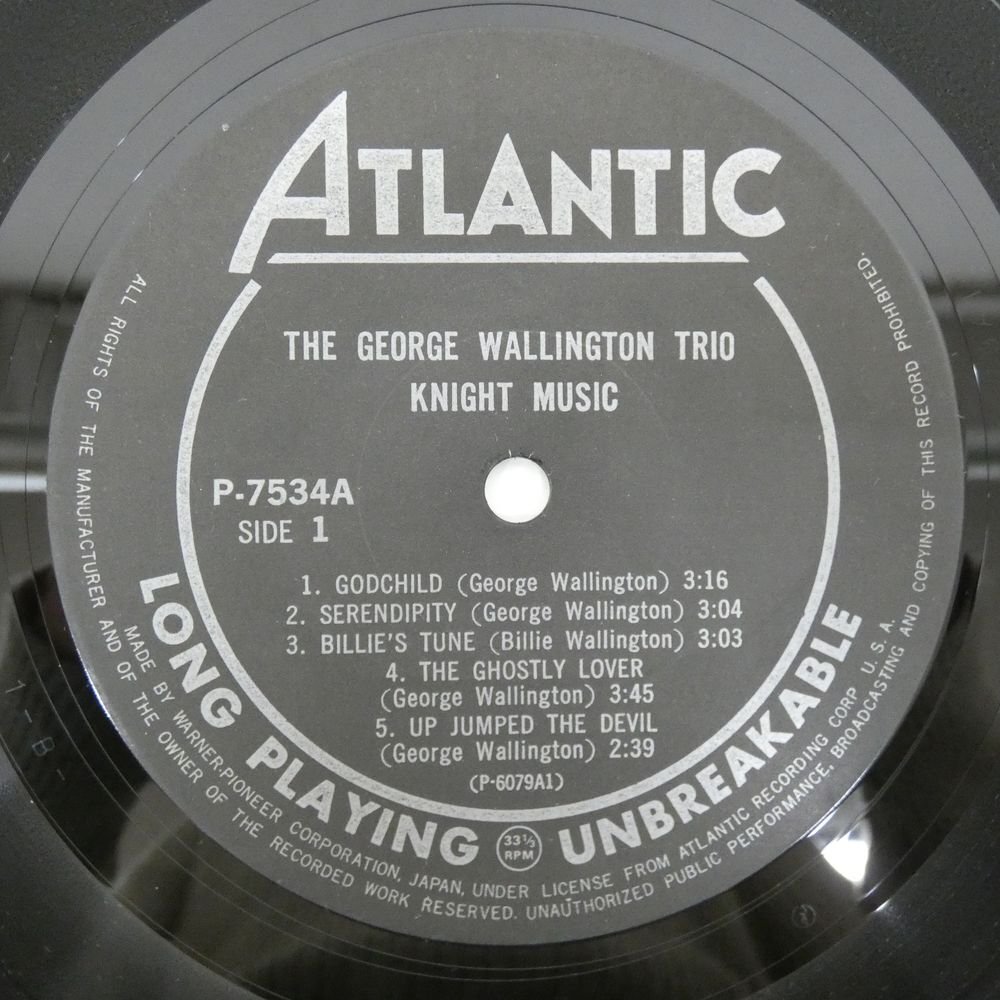 ATLANTIC
THE GEORGE WALLINGTON TRIO
KNIGHT MUSIC
P-7534A
SIDE 1
1. GODCHILD (George Wallington) 3:16
2. SERENDIPITY (George Wallington) 3:04
3. BILLIE'S TUNE (Billie Wallington) 3:03
4. THE GHOSTLY LOVER
(George Wallington) 3:45
5. UP JUMPED THE DEVIL
(George Wallington) 2:39
(P-6079A1)
LONG PLAYING 33⅓ RPM UNBREAKABLE
MADE BY WARNER-PIONEER CORPORATION, JAPAN, UNDER LICENSE FROM ATLANTIC RECORDING CORP U. S. A.
ALL RIGHTS OF THE MANUFACTURER AND OF THE OWNER OF THE RECORDED WORK RESERVED. UNAUTHORIZED PUBLIC PERFORMANCE, BROADCASTING AND COPYING OF THIS RECORD PROHIBITED.